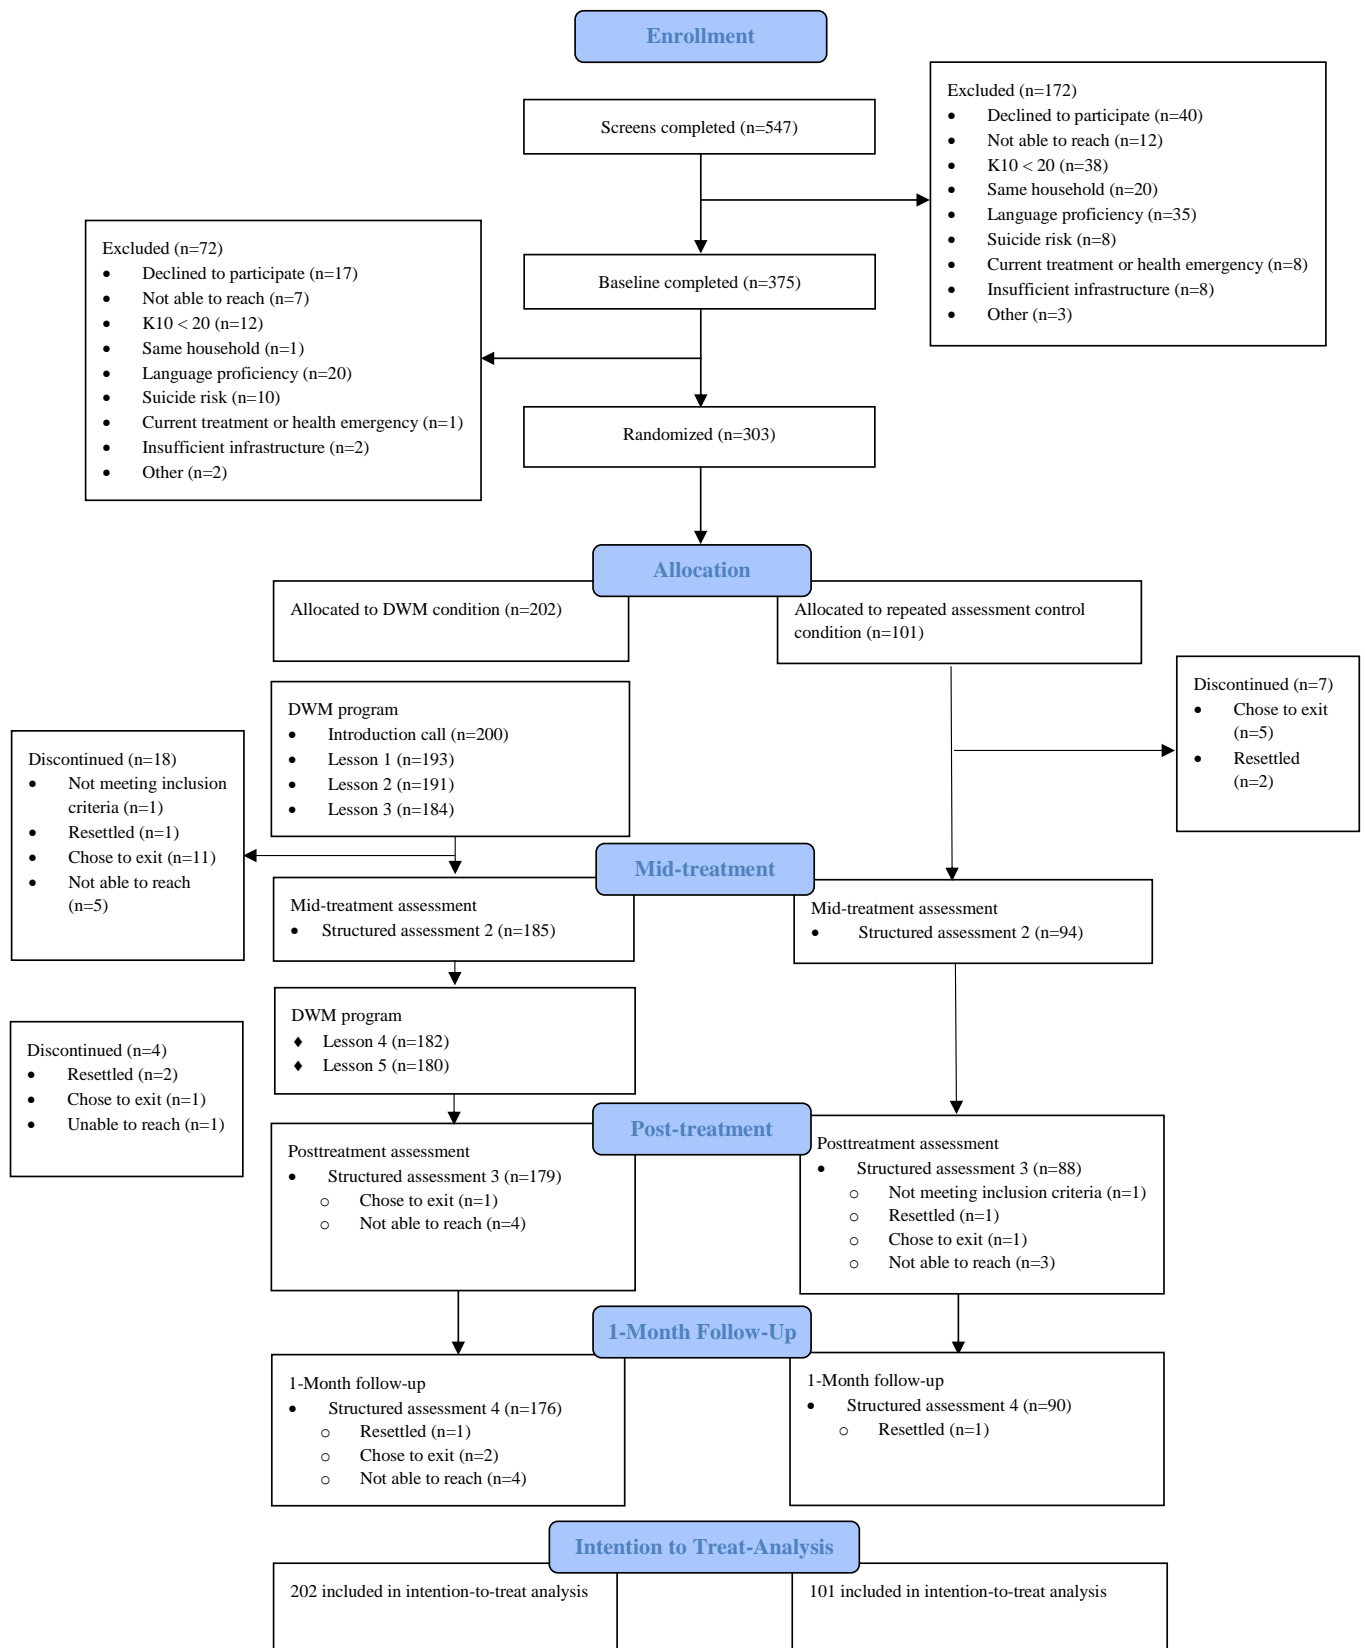 Enrollment
Screens completed (n=547)
Excluded (n=172)
• Declined to participate (n=40)
• Not able to reach (n=12)
• K10 < 20 (n=38)
• Same household (n=20)
• Language proficiency (n=35)
• Suicide risk (n=8)
• Current treatment or health emergency (n=8)
• Insufficient infrastructure (n=8)
• Other (n=3)
Baseline completed (n=375)
Excluded (n=72)
• Declined to participate (n=17)
• Not able to reach (n=7)
• K10 < 20 (n=12)
• Same household (n=1)
• Language proficiency (n=20)
• Suicide risk (n=10)
• Current treatment or health emergency (n=1)
• Insufficient infrastructure (n=2)
• Other (n=2)
Randomized (n=303)
Allocation
Allocated to DWM condition (n=202)
Allocated to repeated assessment control
condition (n=101)
Discontinued (n=7)
• Chose to exit
(n=5)
• Resettled
(n=2)
DWM program
• Introduction call (n=200)
• Lesson 1 (n=193)
• Lesson 2 (n=191)
• Lesson 3 (n=184)
Discontinued (n=18)
• Not meeting inclusion
criteria (n=1)
• Resettled (n=1)
• Chose to exit (n=11)
• Not able to reach
(n=5)
Mid-treatment
Mid-treatment assessment
• Structured assessment 2 (n=185)
Mid-treatment assessment
• Structured assessment 2 (n=94)
DWM program
♦ Lesson 4 (n=182)
♦ Lesson 5 (n=180)
Discontinued (n=4)
• Resettled (n=2)
• Chose to exit (n=1)
• Unable to reach (n=1)
Post-treatment
Posttreatment assessment
• Structured assessment 3 (n=179)
o Chose to exit (n=1)
o Not able to reach (n=4)
Posttreatment assessment
• Structured assessment 3 (n=88)
o Not meeting inclusion criteria (n=1)
o Resettled (n=1)
o Chose to exit (n=1)
o Not able to reach (n=3)
1-Month Follow-Up
1-Month follow-up
• Structured assessment 4 (n=176)
o Resettled (n=1)
o Chose to exit (n=2)
o Not able to reach (n=4)
1-Month follow-up
• Structured assessment 4 (n=90)
o Resettled (n=1)
Intention to Treat-Analysis
202 included in intention-to-treat analysis
101 included in intention-to-treat analysis